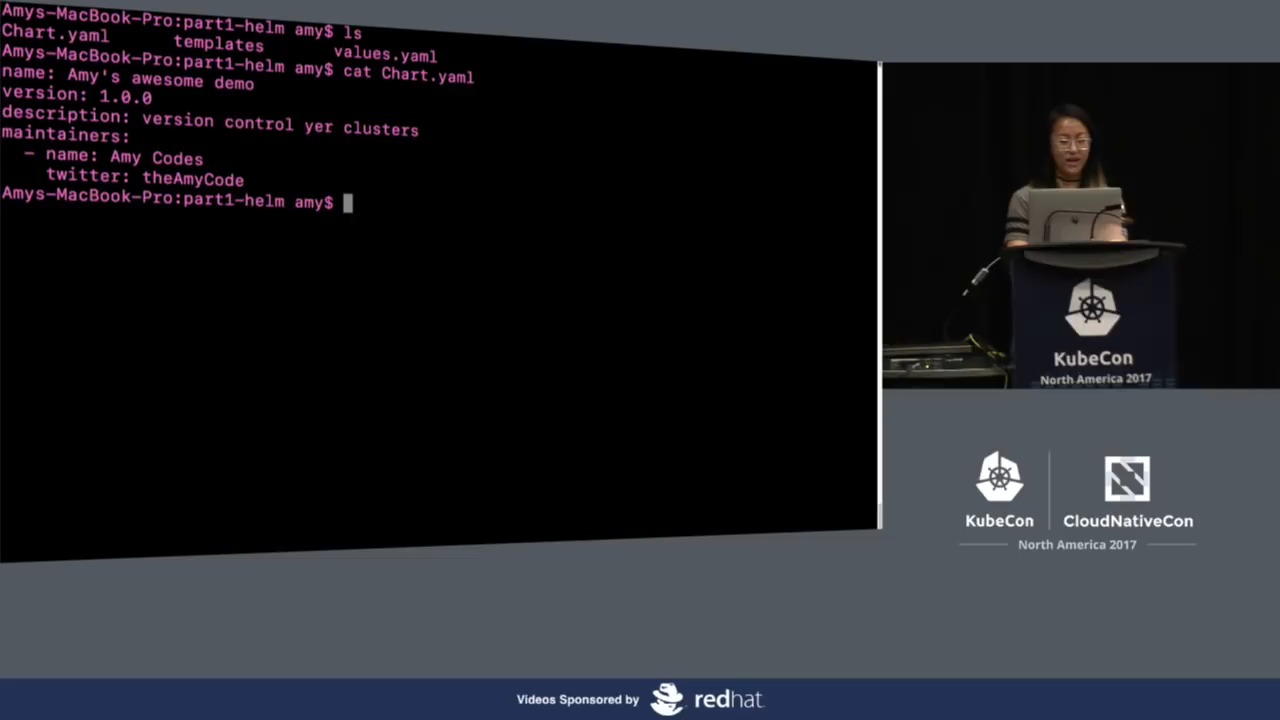 Amys-MacBook-Pro:part1-helm amy$ ls
Chart.yaml templates values.yaml
Amys-MacBook-Pro:part1-helm amy$ cat Chart.yaml
name: Amy's awesome demo
version: 1.0.0
description: version control yer clusters
maintainers:
- name: Amy Codes
twitter: theAmyCode
Amys-MacBook-Pro:part1-helm amy$
KubeCon
North America 2017
KubeCon
CloudNativeCon
North America 2017
Videos Sponsored by redhat.